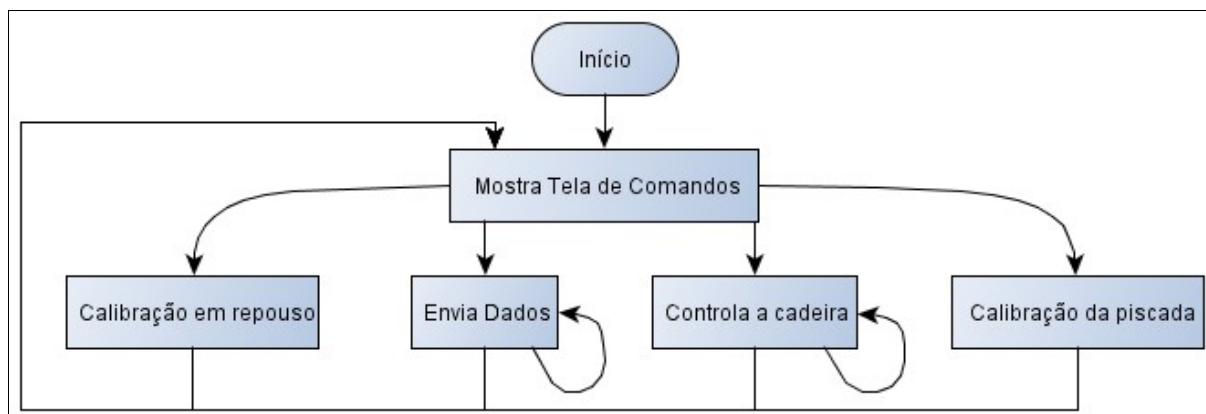 Início
Mostra Tela de Comandos
Calibração em repouso
Envia Dados
Controla a cadeira
Calibração da piscada